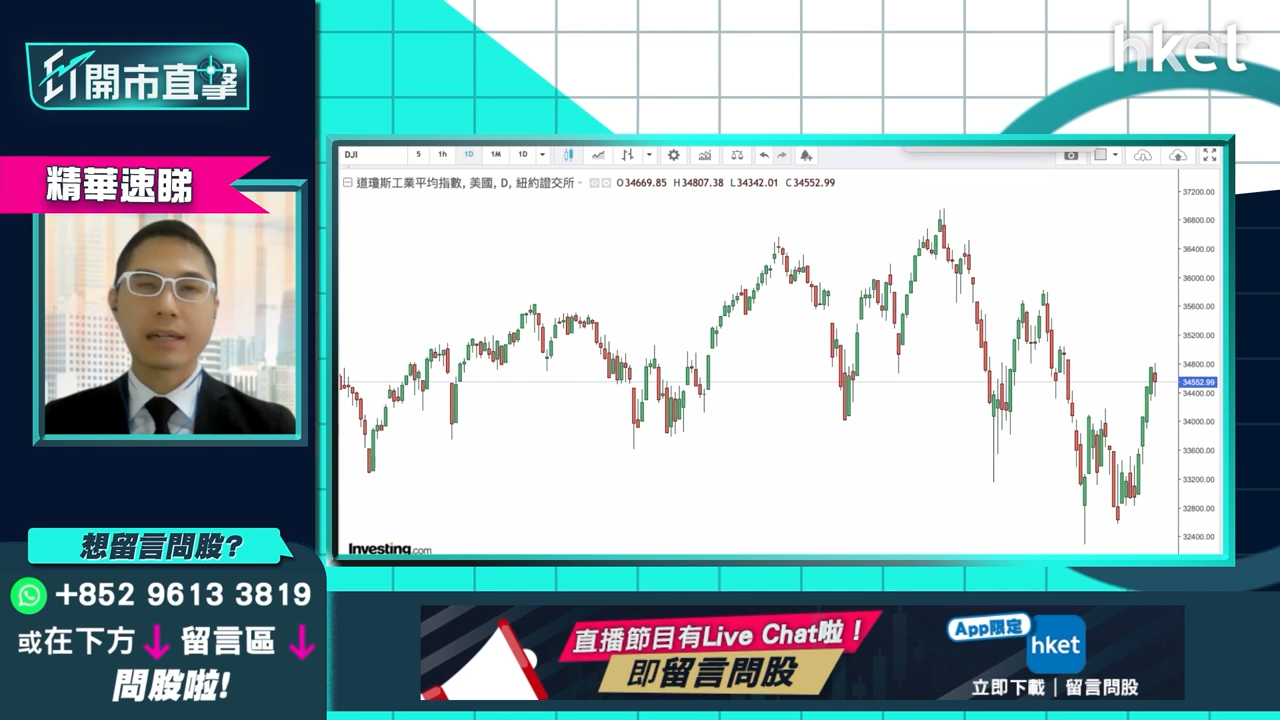 hket
ET開市直擊
精華速睇
DJI 5 1h 1D 1M 1D
道瓊斯工業平均指數, 美國, D, 紐約證交所 O34669.85 H34807.38 L34342.01 C34552.99
37200.00
36800.00
36400.00
36000.00
35600.00
35200.00
34800.00
34552.99
34400.00
34000.00
33600.00
33200.00
32800.00
32400.00
Investing.com
想留言問股?
+852 9613 3819
或在下方 留言區
問股啦!
直播節目有Live Chat啦！
即留言問股
App限定
hket
立即下載｜留言問股